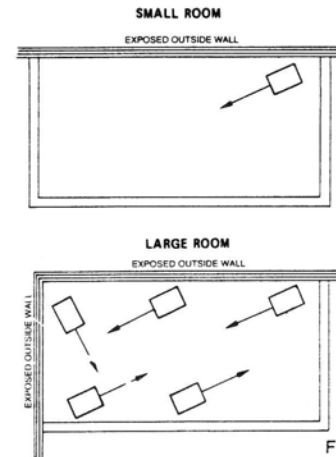 SMALL ROOM
EXPOSED OUTSIDE WALL
LARGE ROOM
EXPOSED OUTSIDE WALL
EXPOSED OUTSIDE WALL
F